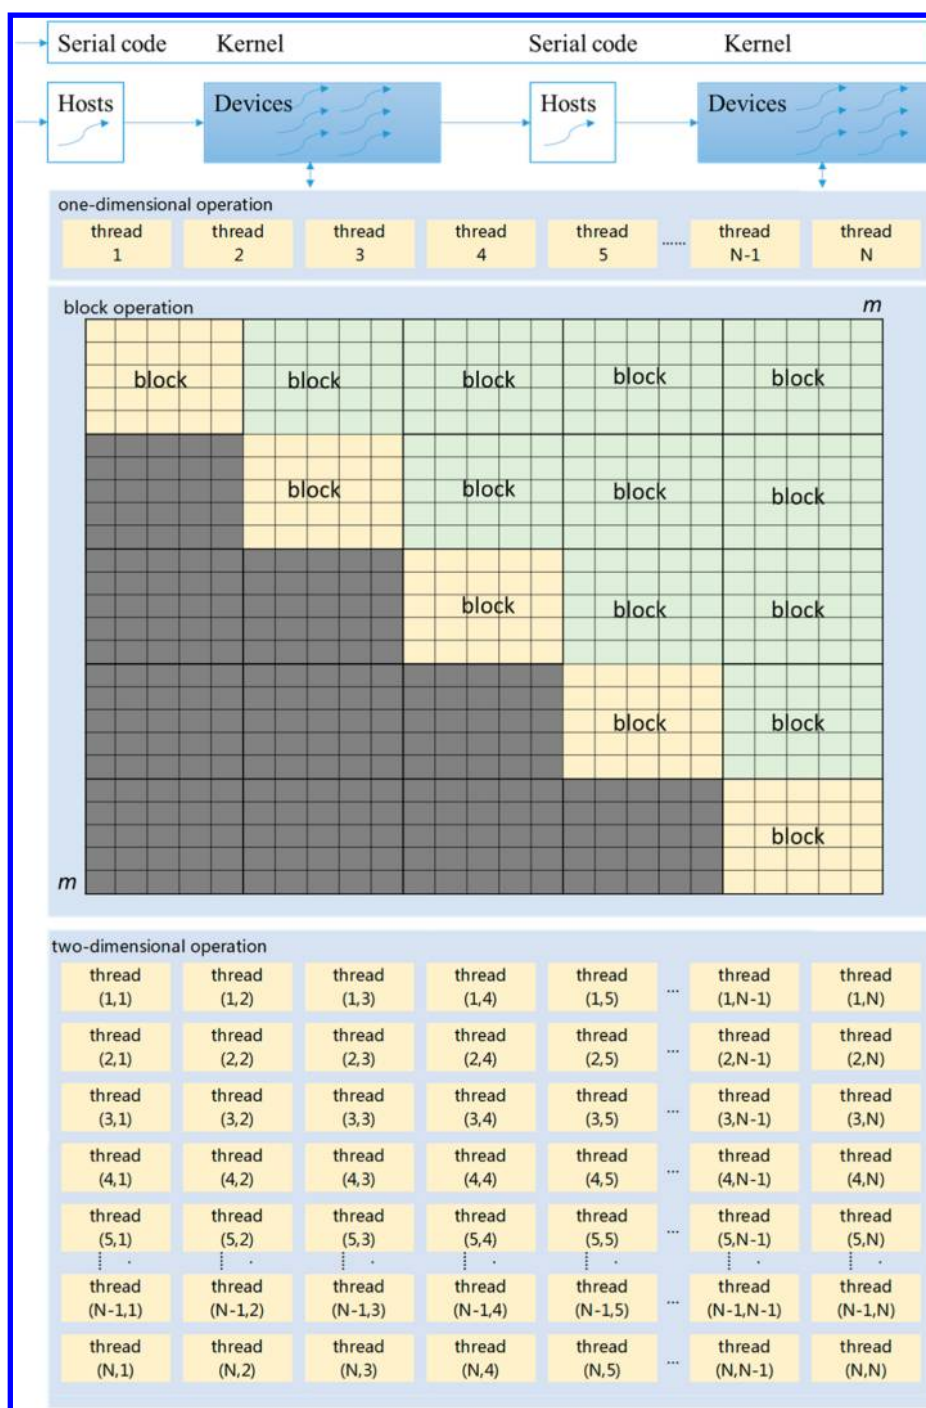 Serial code Kernel Serial code Kernel
Hosts Devices Hosts Devices
one-dimensional operation
thread thread thread thread thread thread thread
1 2 3 4 5 ...... N-1 N
block operation m
block block block block block
block block block block
block block block
block block
block
m
two-dimensional operation
thread thread thread thread thread thread thread
(1,1) (1,2) (1,3) (1,4) (1,5) ... (1,N-1) (1,N)
thread thread thread thread thread thread thread
(2,1) (2,2) (2,3) (2,4) (2,5) ... (2,N-1) (2,N)
thread thread thread thread thread thread thread
(3,1) (3,2) (3,3) (3,4) (3,5) ... (3,N-1) (3,N)
thread thread thread thread thread thread thread
(4,1) (4,2) (4,3) (4,4) (4,5) ... (4,N-1) (4,N)
thread thread thread thread thread thread thread
(5,1) (5,2) (5,3) (5,4) (5,5) ... (5,N-1) (5,N)
thread thread thread thread thread thread thread
(N-1,1) (N-1,2) (N-1,3) (N-1,4) (N-1,5) ... (N-1,N-1) (N-1,N)
thread thread thread thread thread thread thread
(N,1) (N,2) (N,3) (N,4) (N,5) ... (N,N-1) (N,N)